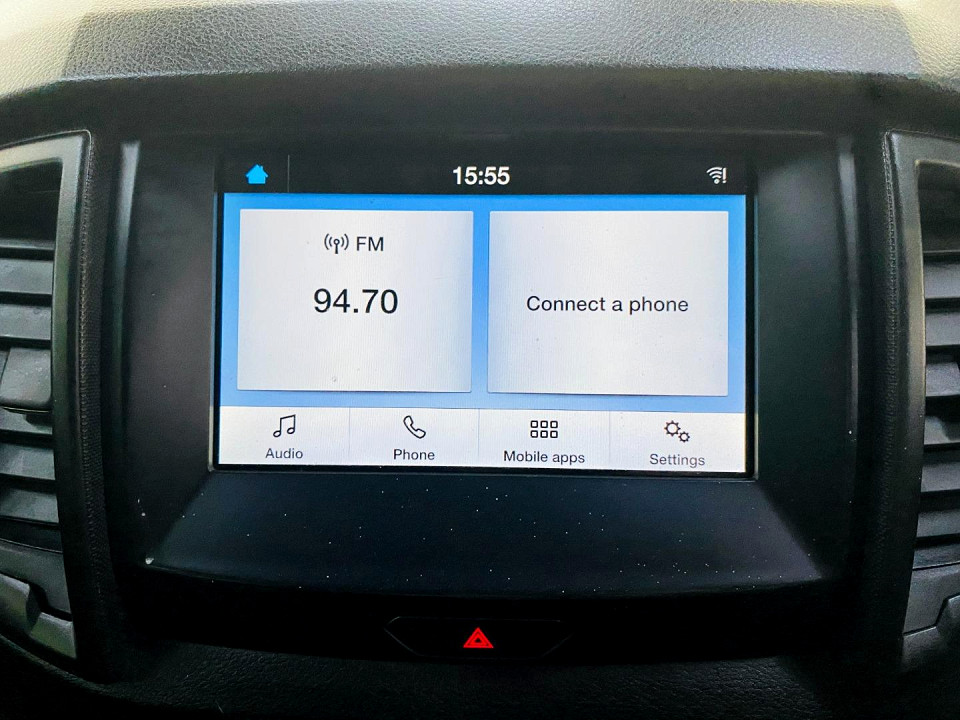 15:55
FM
94.70
Connect a phone
Audio
Phone
Mobile apps
Settings